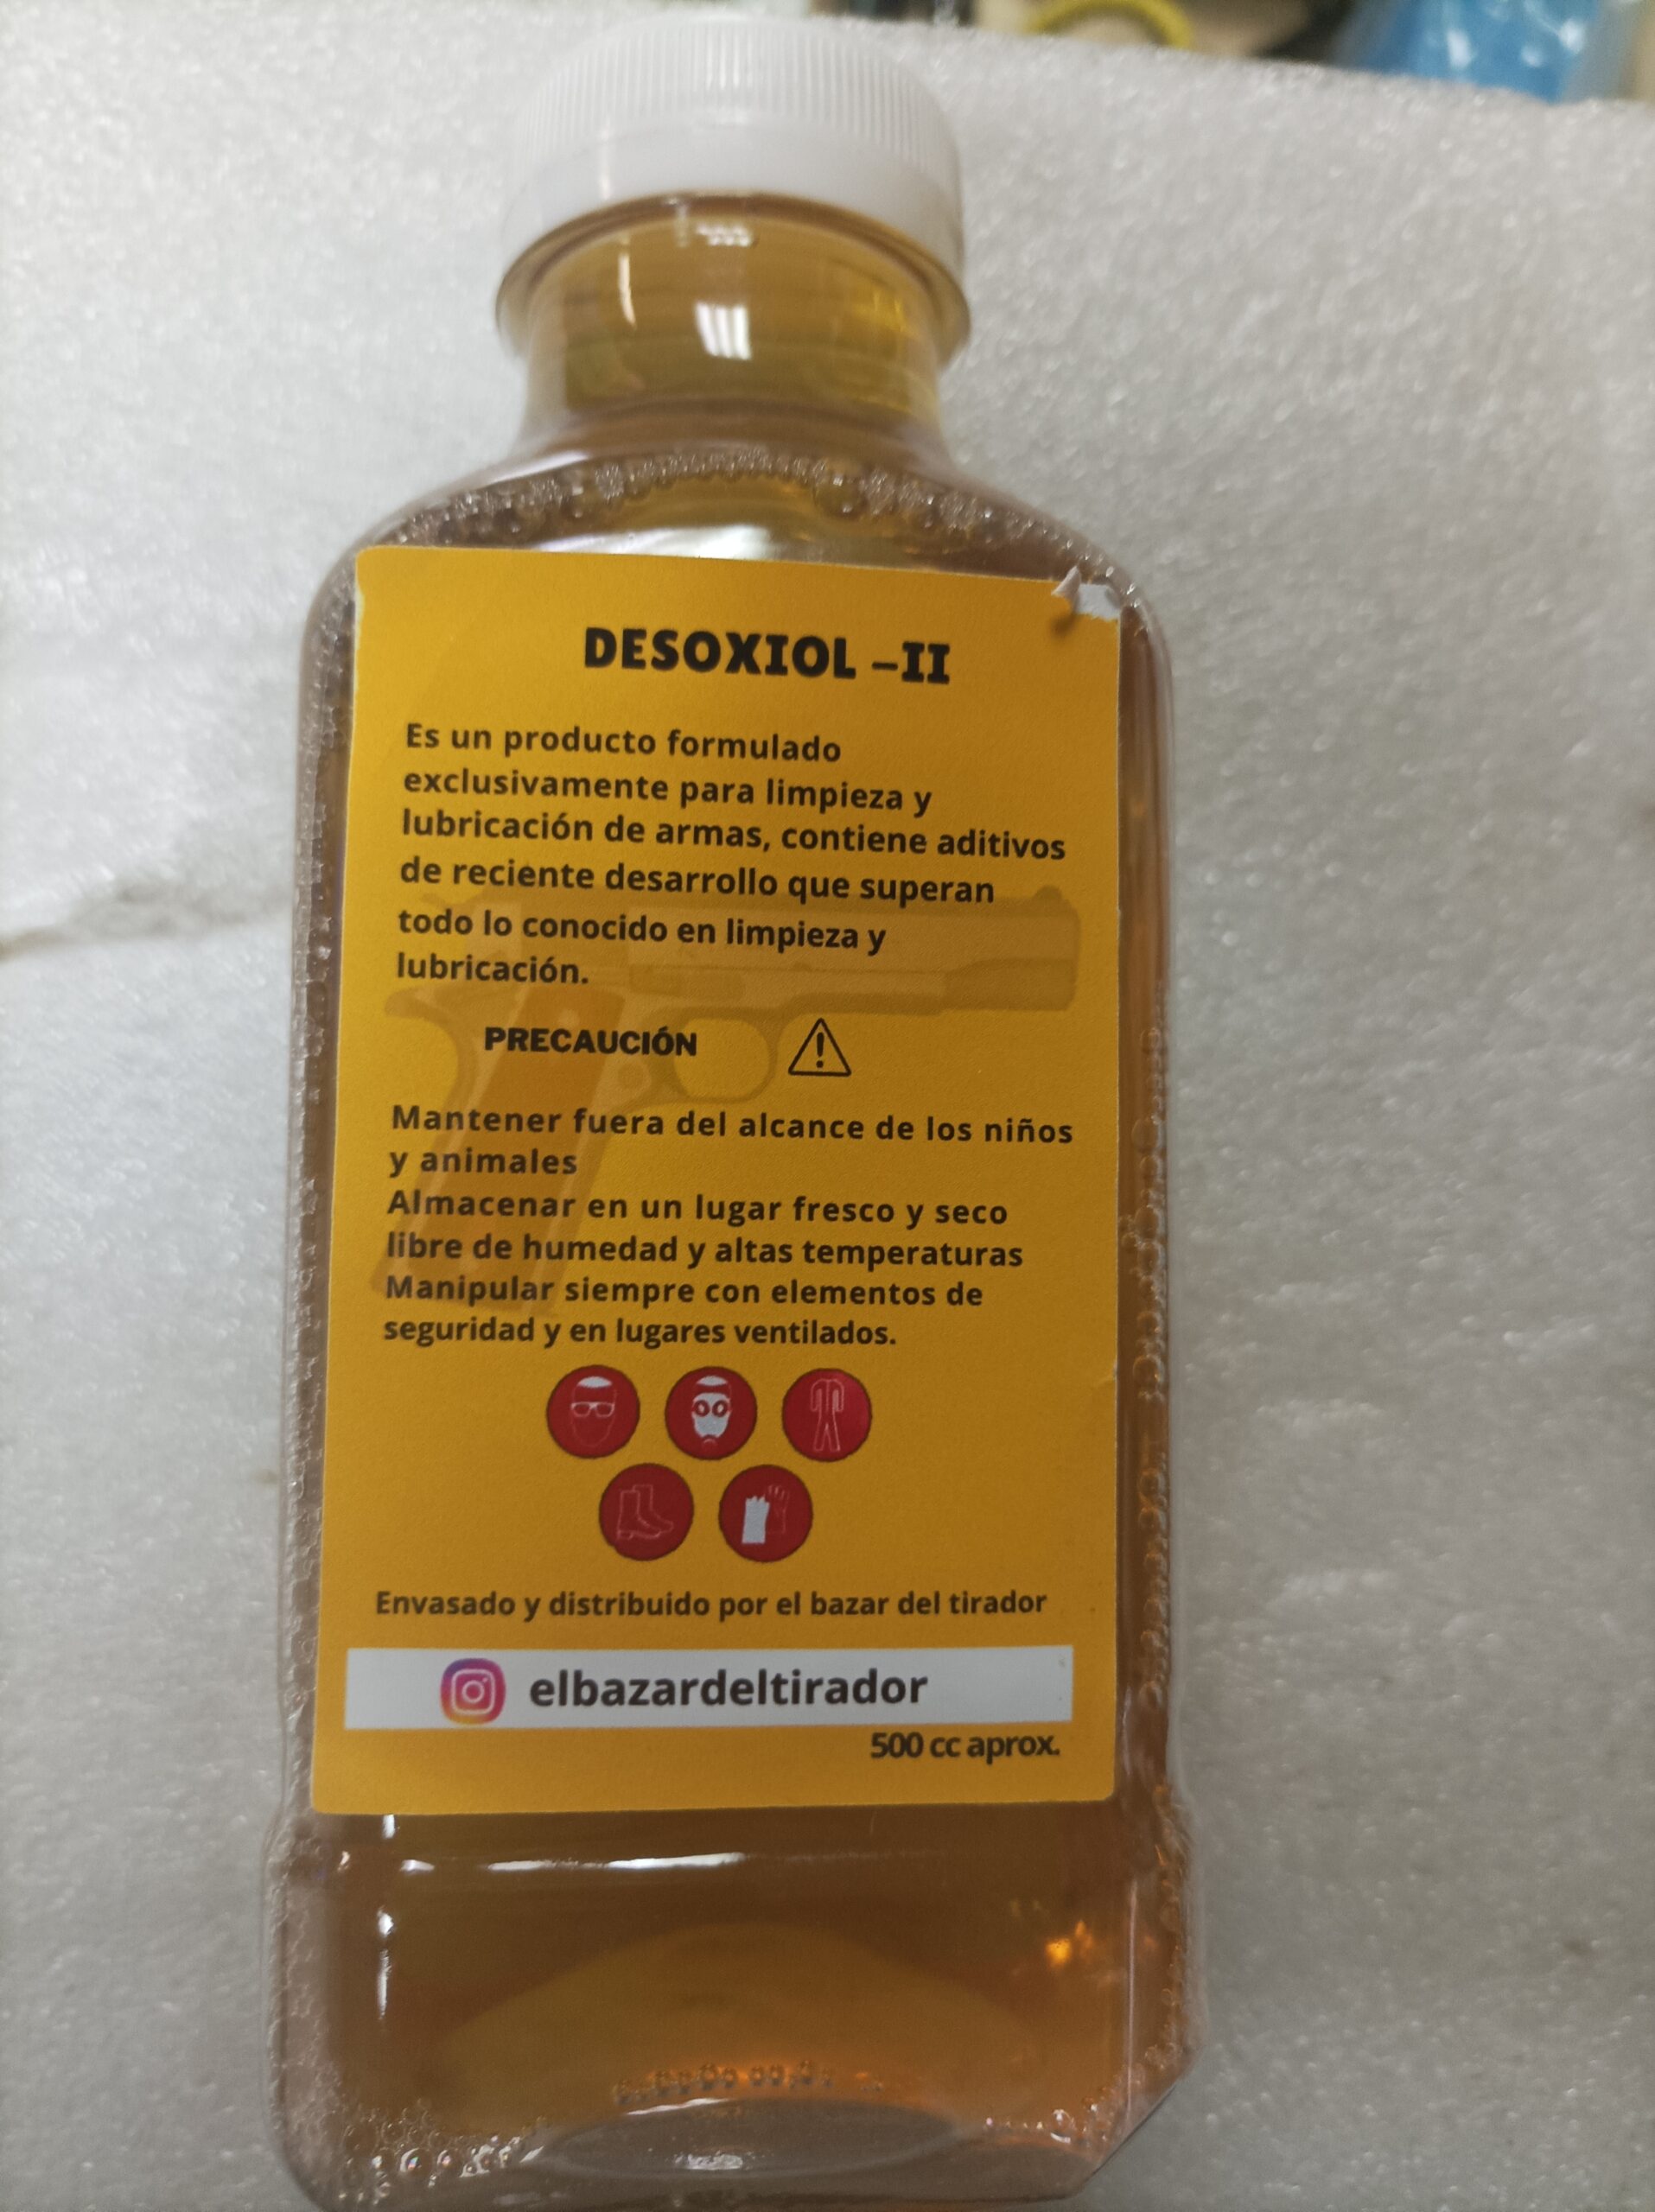 DESOXIOL -II
Es un producto formulado
exclusivamente para limpieza y
lubricación de armas, contiene aditivos
de reciente desarrollo que superan
todo lo conocido en limpieza y
lubricación.
PRECAUCIÓN
Mantener fuera del alcance de los niños
y animales
Almacenar en un lugar fresco y seco
libre de humedad y altas temperaturas
Manipular siempre con elementos de
seguridad y en lugares ventilados.
Envasado y distribuido por el bazar del tirador
elbazardeltirador
500 cc aprox.